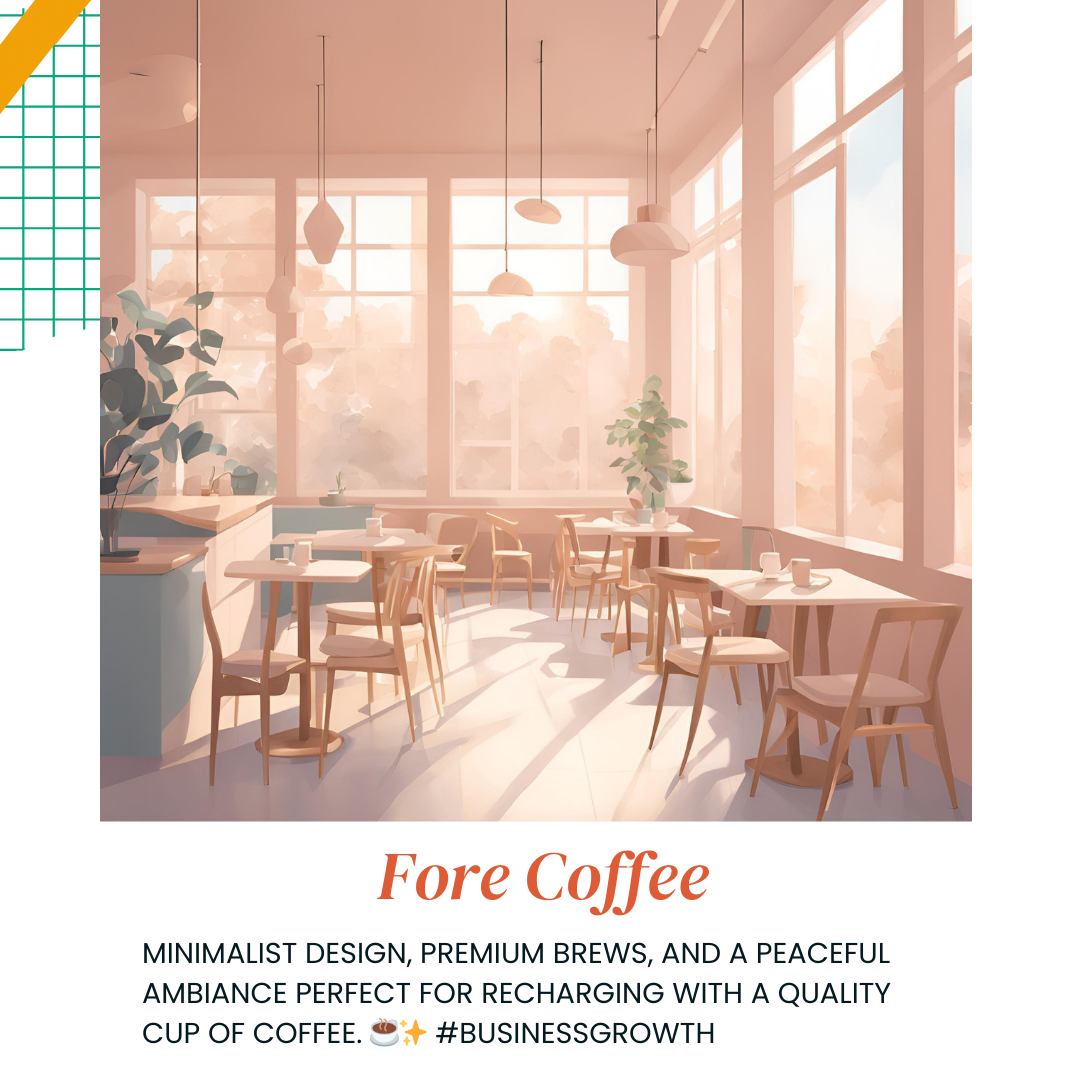 Fore Coffee
MINIMALIST DESIGN, PREMIUM BREWS, AND A PEACEFUL
AMBIANCE PERFECT FOR RECHARGING WITH A QUALITY
CUP OF COFFEE. ☕✨ #BUSINESSGROWTH